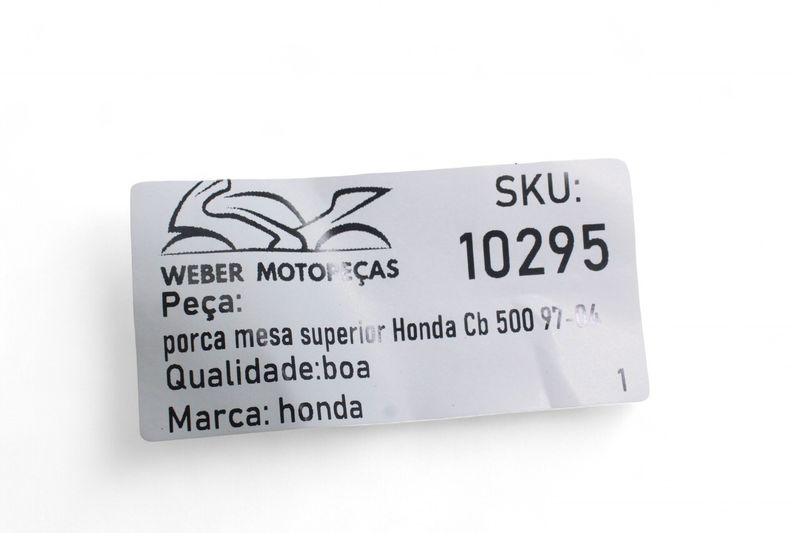 SKU:
10295
WEBER MOTOPEÇAS
Peça:
porca mesa superior Honda Cb 500 97-04
Qualidade:boa
Marca: honda
1